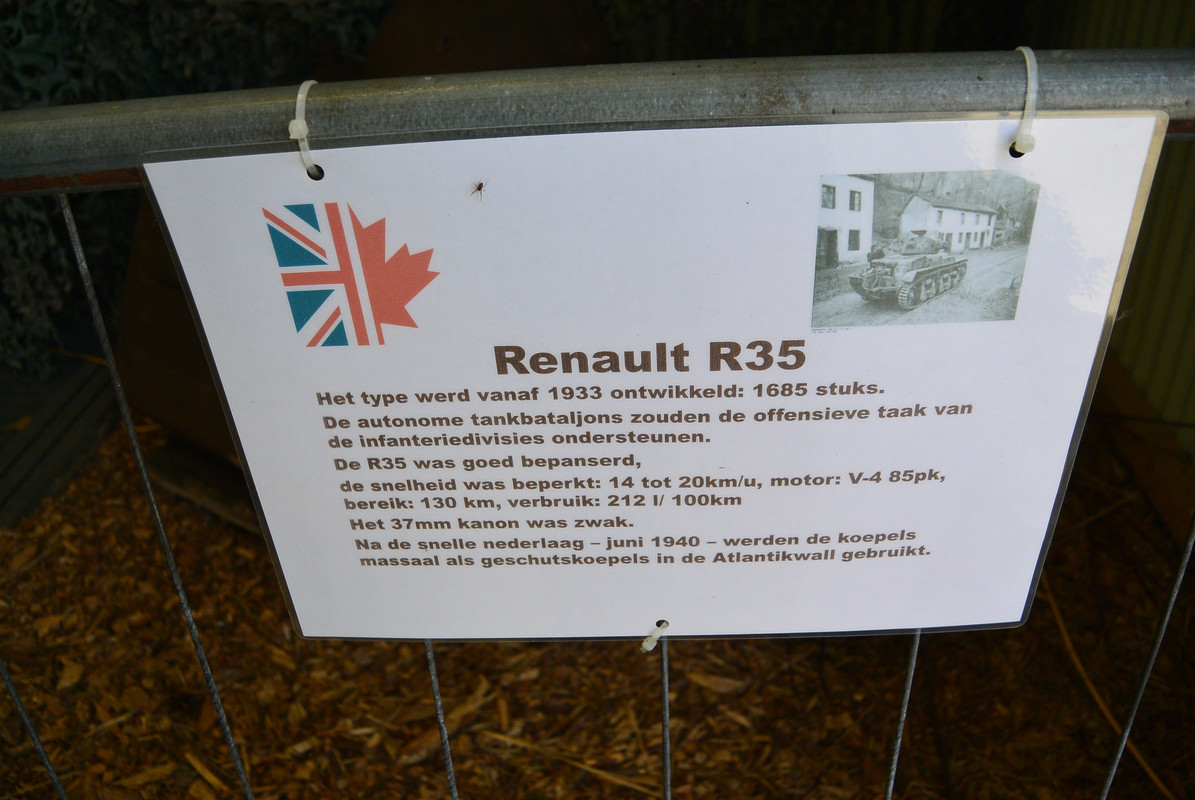 Renault R35
Het type werd vanaf 1933 ontwikkeld: 1685 stuks.
De autonome tankbataljons zouden de offensieve taak van
de infanteriedivisies ondersteunen.
De R35 was goed bepanserd,
de snelheid was beperkt: 14 tot 20km/u, motor: V-4 85pk,
bereik: 130 km, verbruik: 212 l/ 100km
Het 37mm kanon was zwak.
Na de snelle nederlaag – juni 1940 – werden de koepels
massaal als geschutskoepels in de Atlantikwall gebruikt.